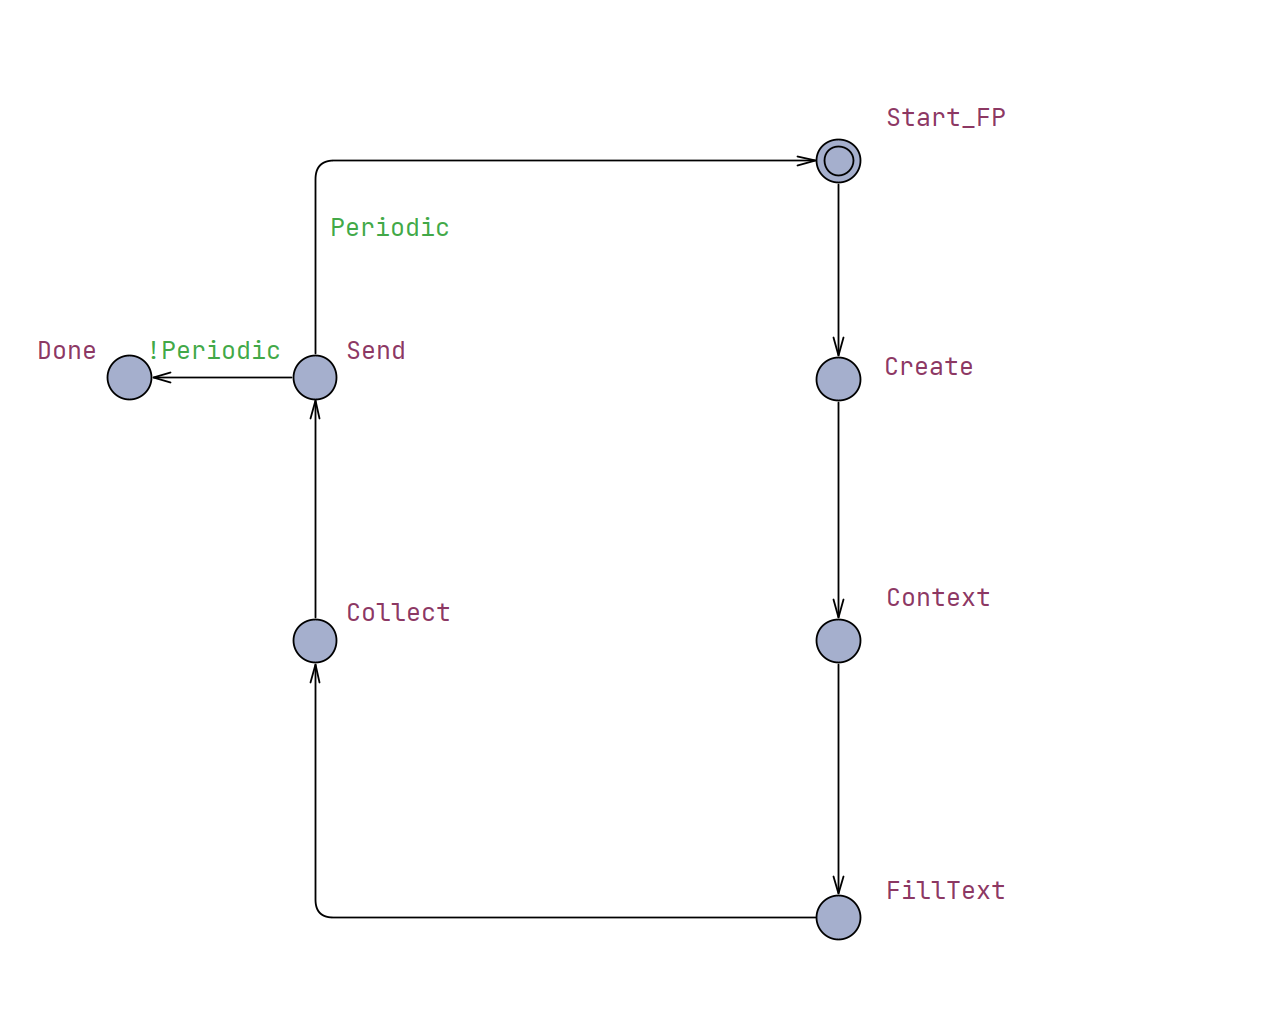 Start_FP
Periodic
Done
!Periodic
Send
Create
Context
Collect
FillText